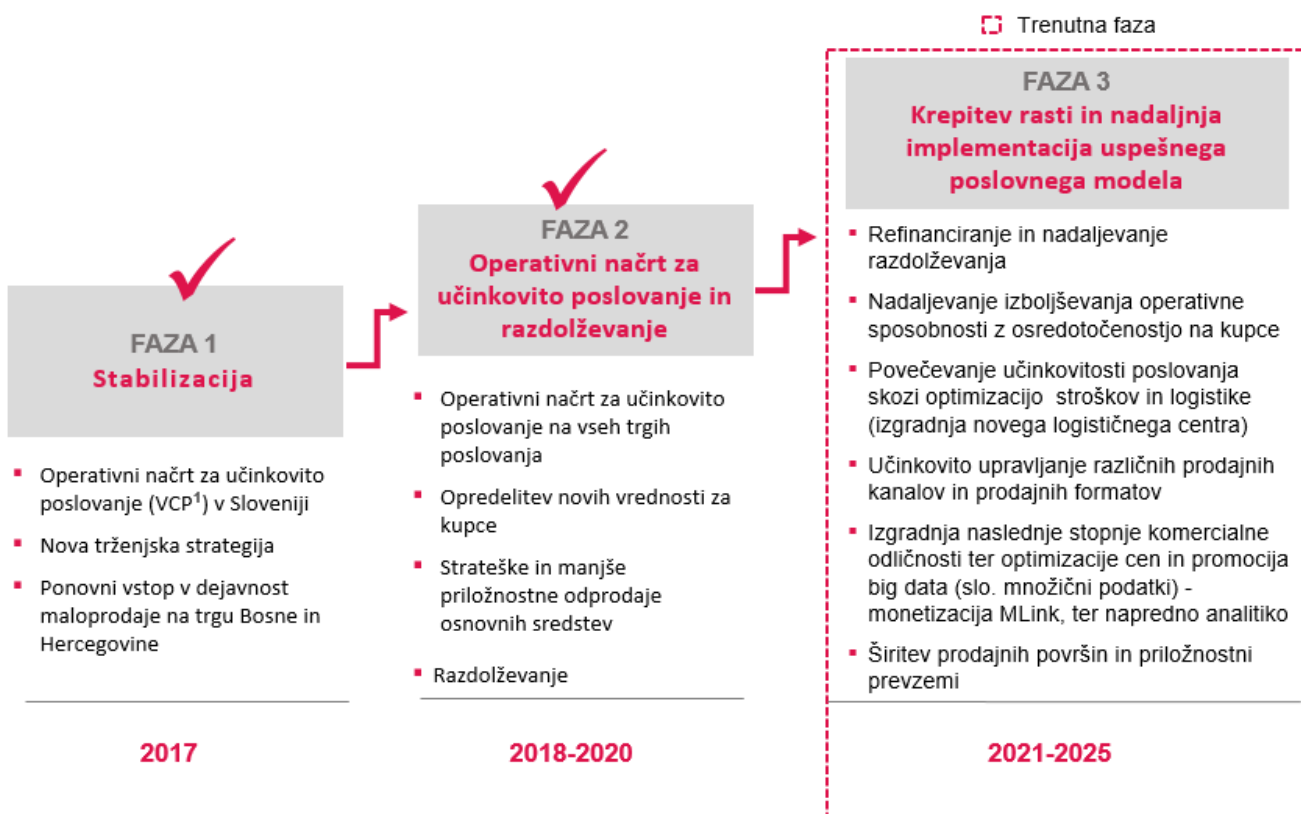 Trenutna faza
FAZA 1
Stabilizacija
▪ Operativni načrt za učinkovito
poslovanje (VCP¹) v Sloveniji
▪ Nova trženjska strategija
▪ Ponovni vstop v dejavnost
maloprodaje na trgu Bosne in
Hercegovine
2017
FAZA 2
Operativni načrt za
učinkovito poslovanje in
razdolževanje
▪ Operativni načrt za učinkovito
poslovanje na vseh trgih
poslovanja
▪ Opredelitev novih vrednosti za
kupce
▪ Strateške in manjše
priložnostne odprodaje
osnovnih sredstev
▪ Razdolževanje
2018-2020
FAZA 3
Krepitev rasti in nadaljnja
implementacija uspešnega
poslovnega modela
▪ Refinanciranje in nadaljevanje
razdolževanja
▪ Nadaljevanje izboljševanja operativne
sposobnosti z osredotočenostjo na kupce
▪ Povečevanje učinkovitosti poslovanja
skozi optimizacijo stroškov in logistike
(izgradnja novega logističnega centra)
▪ Učinkovito upravljanje različnih prodajnih
kanalov in prodajnih formatov
▪ Izgradnja naslednje stopnje komercialne
odličnosti ter optimizacije cen in promocija
big data (slo. množični podatki) -
monetizacija MLink, ter napredno analitiko
▪ Širitev prodajnih površin in priložnostni
prevzemi
2021-2025